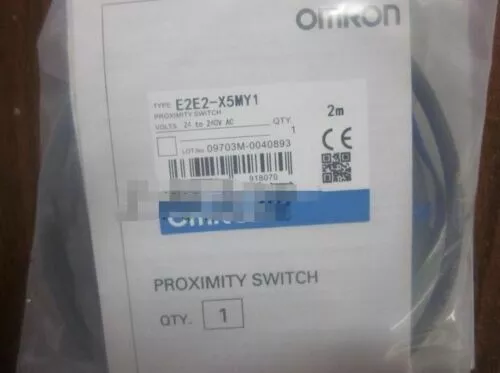 OMRON
TYPE E2E2-X5MY1
PROXIMITY SWITCH
VOLTS. 24 to 240V AC
QTY.
1
2m
LOT No. 09703M-0040893
CE
918070
PROXIMITY SWITCH
QTY. 1